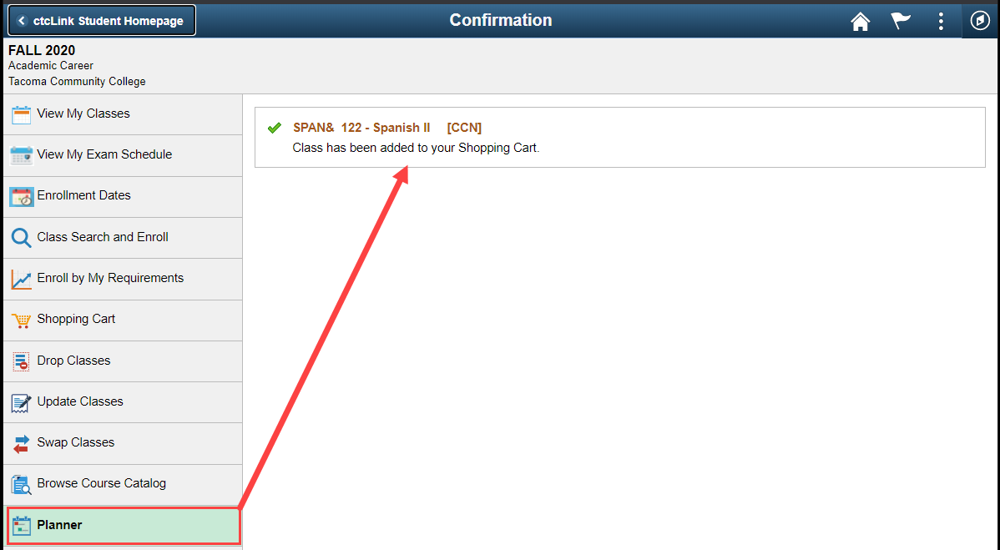 ctcLink Student Homepage
Confirmation
FALL 2020
Academic Career
Tacoma Community College
View My Classes
View My Exam Schedule
Enrollment Dates
Class Search and Enroll
Enroll by My Requirements
Shopping Cart
Drop Classes
Update Classes
Swap Classes
Browse Course Catalog
Planner
SPAN& 122 - Spanish II [CCN]
Class has been added to your Shopping Cart.